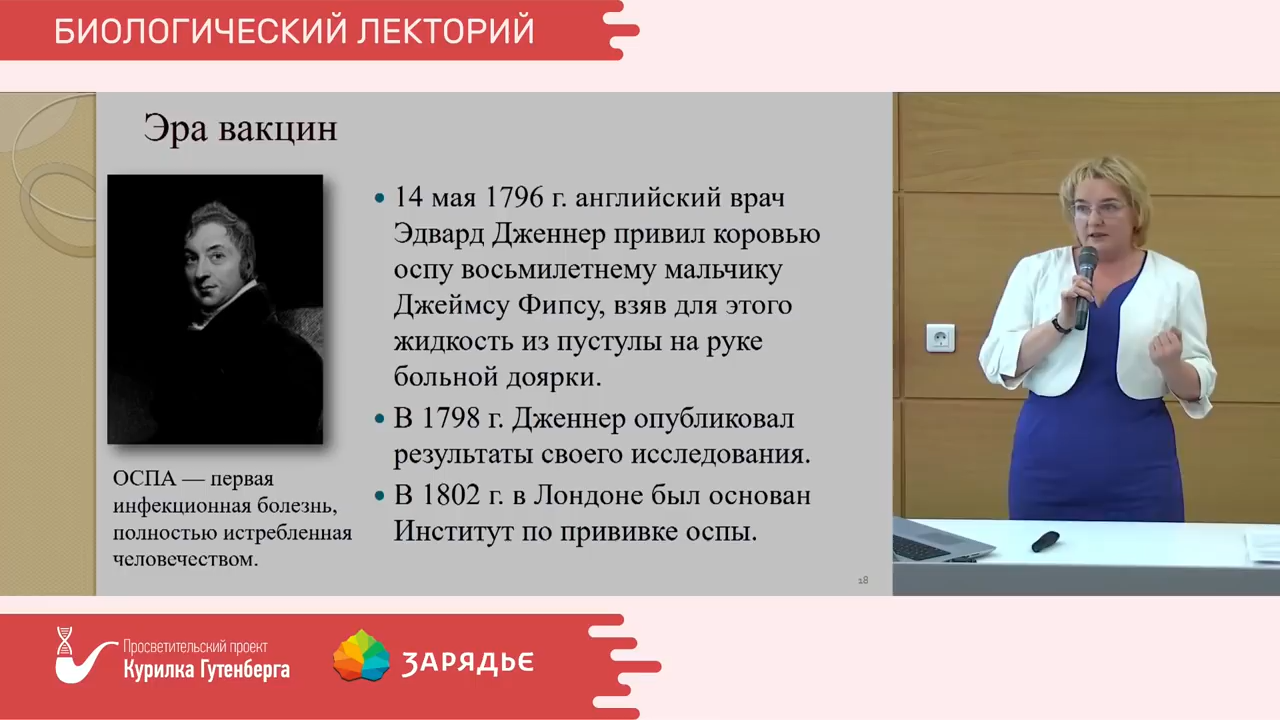 БИОЛОГИЧЕСКИЙ ЛЕКТОРИЙ
Эра вакцин
• 14 мая 1796 г. английский врач
Эдвард Дженнер привил коровью
оспу восьмилетнему мальчику
Джеймсу Фипсу, взяв для этого
жидкость из пустулы на руке
больной доярки.
• В 1798 г. Дженнер опубликовал
результаты своего исследования.
• В 1802 г. в Лондоне был основан
Институт по прививке оспы.
ОСПА — первая
инфекционная болезнь,
полностью истребленная
человечеством.
18
Просветительский проект
Курилка Гутенберга
ЗАРЯДЬЕ